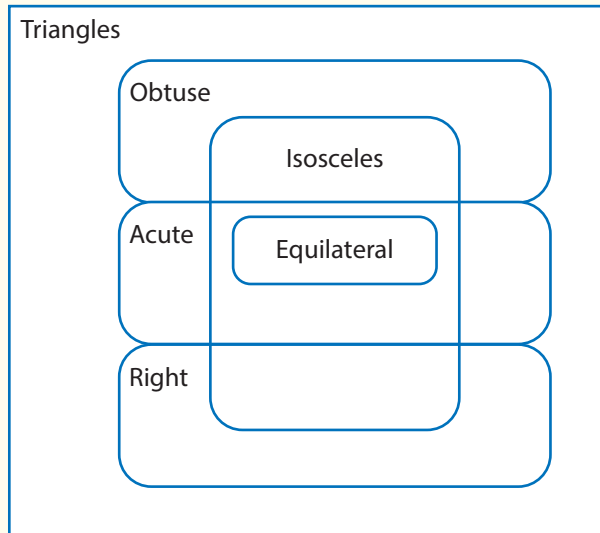 Triangles
Obtuse
Isosceles
Acute
Equilateral
Right